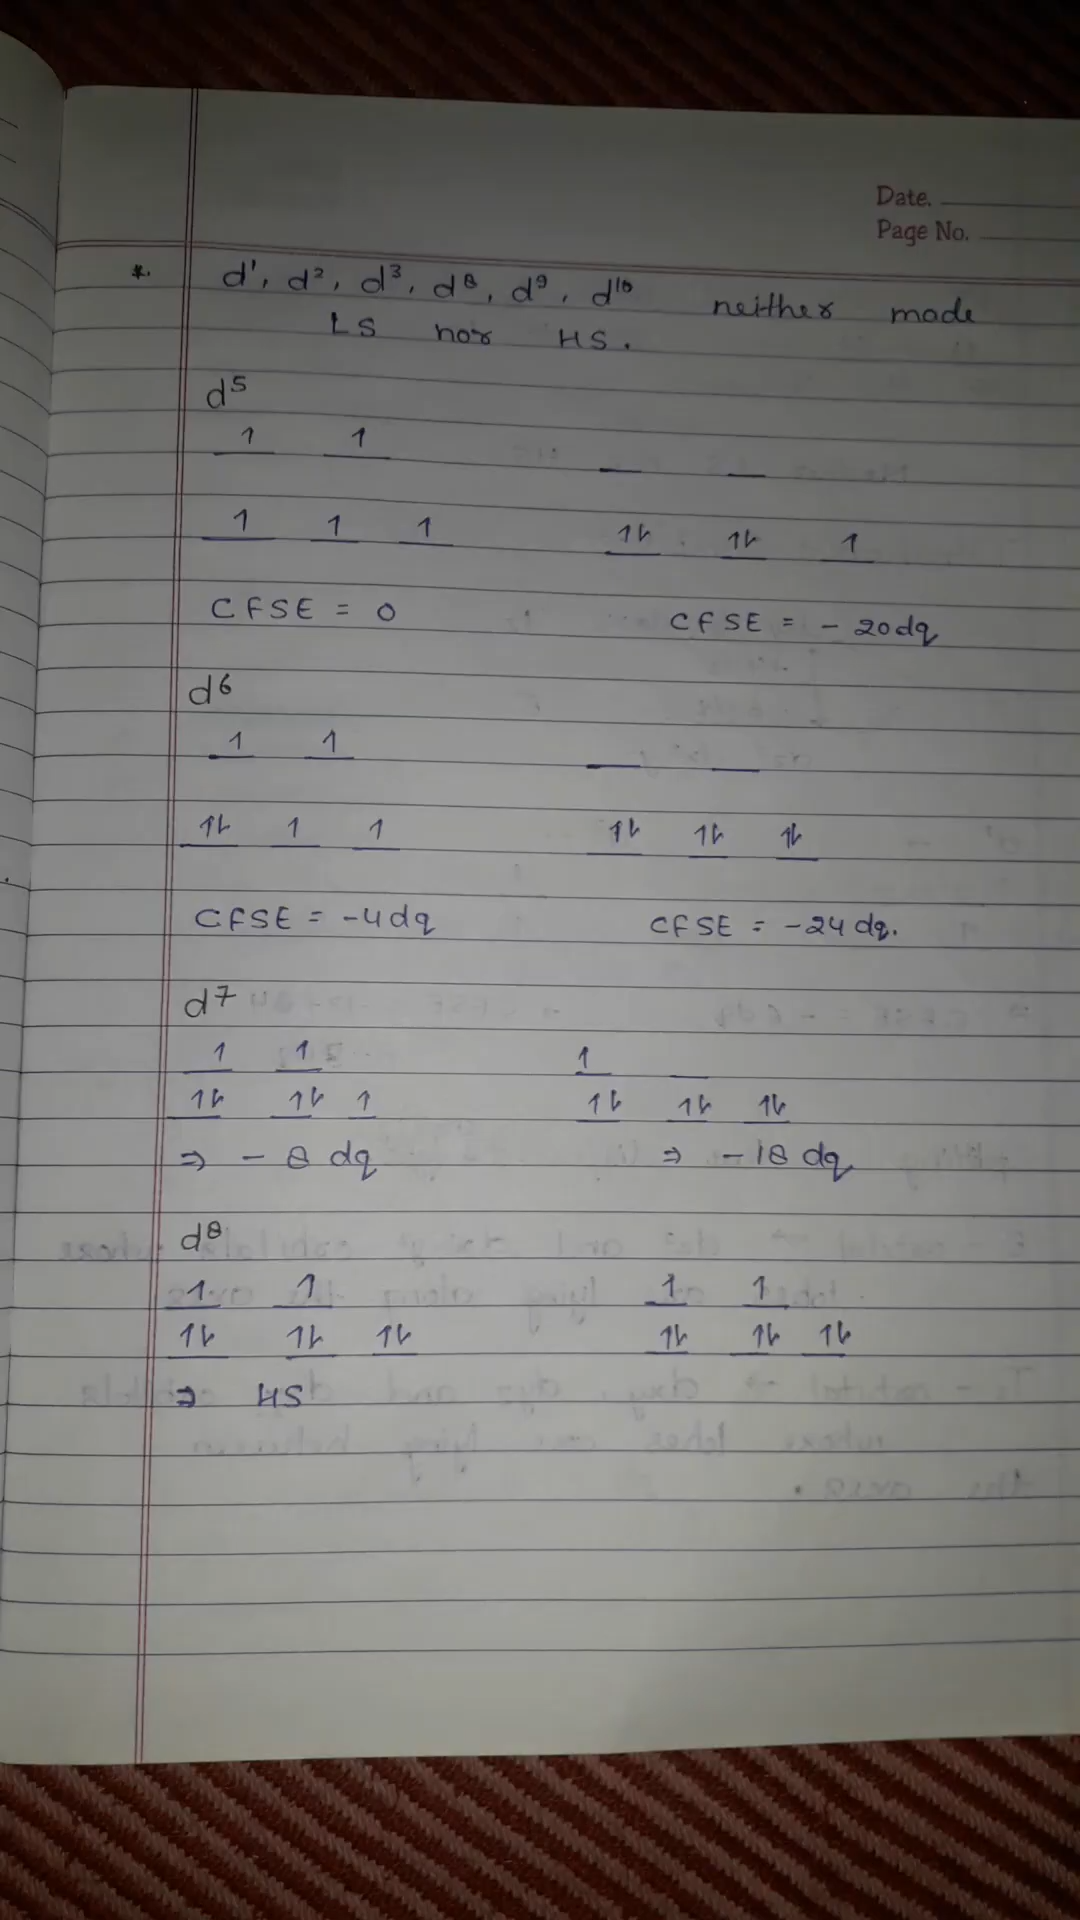 Date.
Page No.
*. d¹, d², d³, d⁸, d⁹, d¹⁰ neither made
LS nor HS.
d⁵
1 1
1 1 1 1↓ 1↓ 1
CFSE = 0 CFSE = - 20dq
d⁶
1 1
1↓ 1 1 1↓ 1↓ 1↓
CFSE = -4dq CFSE = -24dq.
d⁷
1 1 1
1↓ 1↓ 1 1↓ 1↓ 1↓
⇒ - 8 dq ⇒ -18 dq
d⁸
1 1 1 1
1↓ 1↓ 1↓ 1↓ 1↓ 1↓
⇒ HS